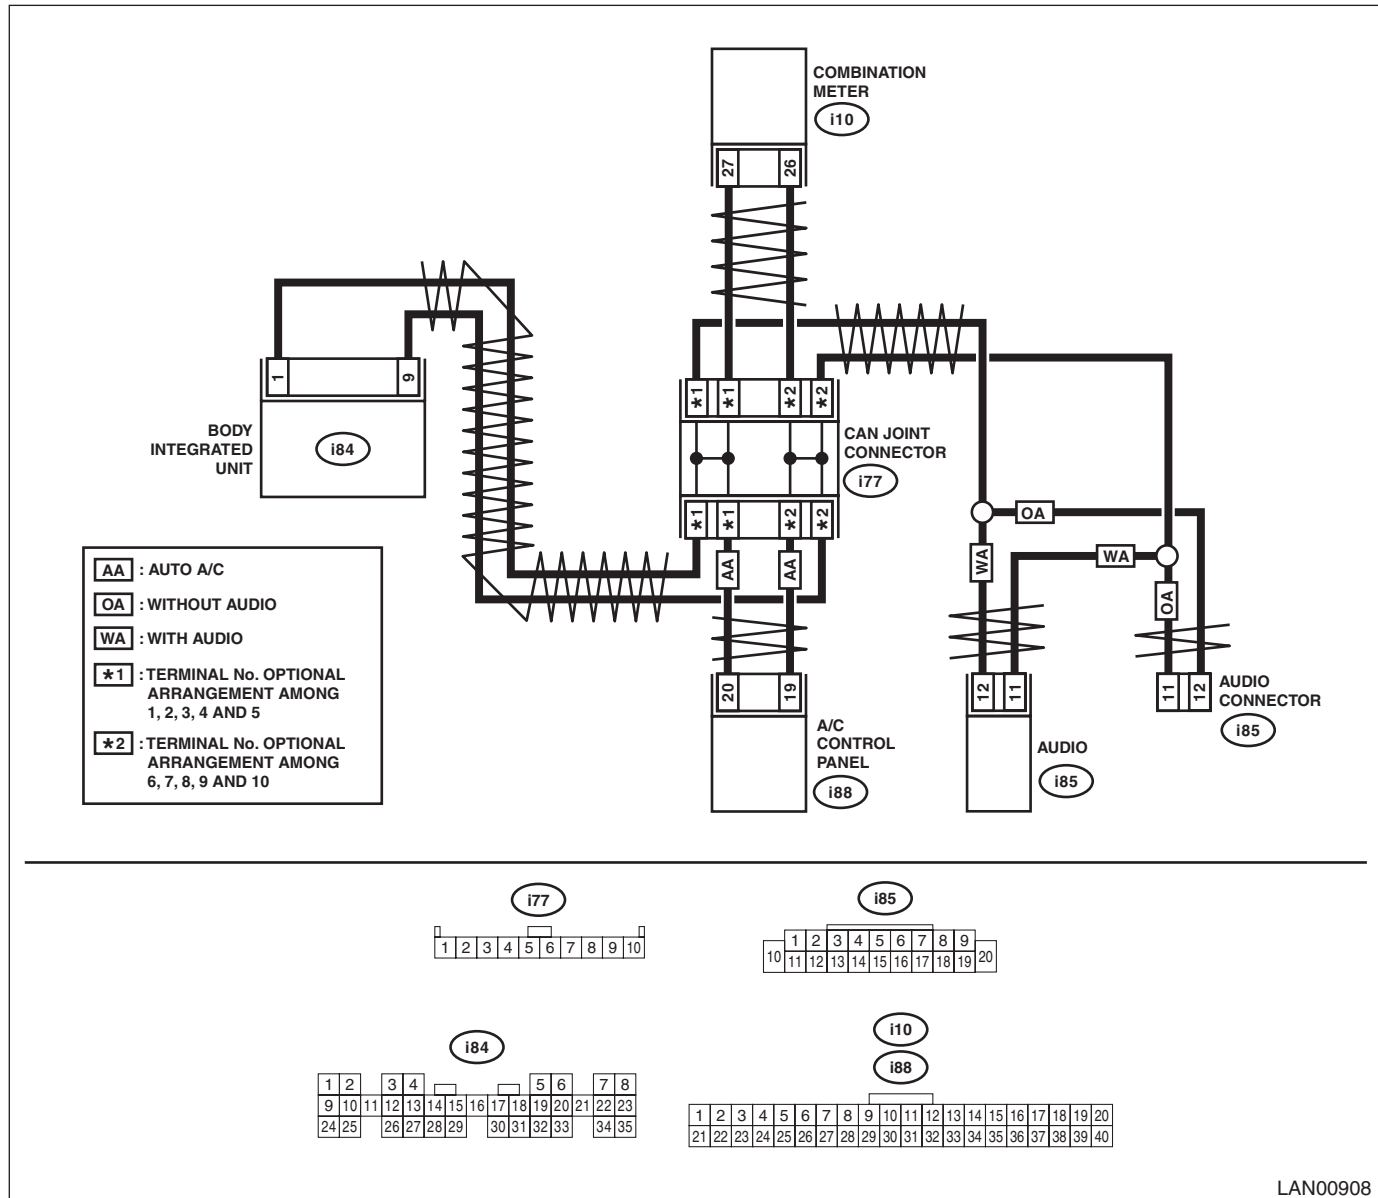 COMBINATION
METER
i10
27 26
1 9
BODY
INTEGRATED
UNIT
i84
*1 *1 *2 *2
CAN JOINT
CONNECTOR
i77
*1 *1 *2 *2
OA
WA
WA
OA
AA AA
AA : AUTO A/C
OA : WITHOUT AUDIO
WA : WITH AUDIO
*1 : TERMINAL No. OPTIONAL
ARRANGEMENT AMONG
1, 2, 3, 4 AND 5
*2 : TERMINAL No. OPTIONAL
ARRANGEMENT AMONG
6, 7, 8, 9 AND 10
20 19
A/C
CONTROL
PANEL
i88
12 11
AUDIO
i85
11 12
AUDIO
CONNECTOR
i85
i77
1 2 3 4 5 6 7 8 9 10
i85
1 2 3 4 5 6 7 8 9
10 11 12 13 14 15 16 17 18 19 20
i84
1 2 3 4 5 6 7 8
9 10 11 12 13 14 15 16 17 18 19 20 21 22 23
24 25 26 27 28 29 30 31 32 33 34 35
i10
i88
1 2 3 4 5 6 7 8 9 10 11 12 13 14 15 16 17 18 19 20
21 22 23 24 25 26 27 28 29 30 31 32 33 34 35 36 37 38 39 40
LAN00908